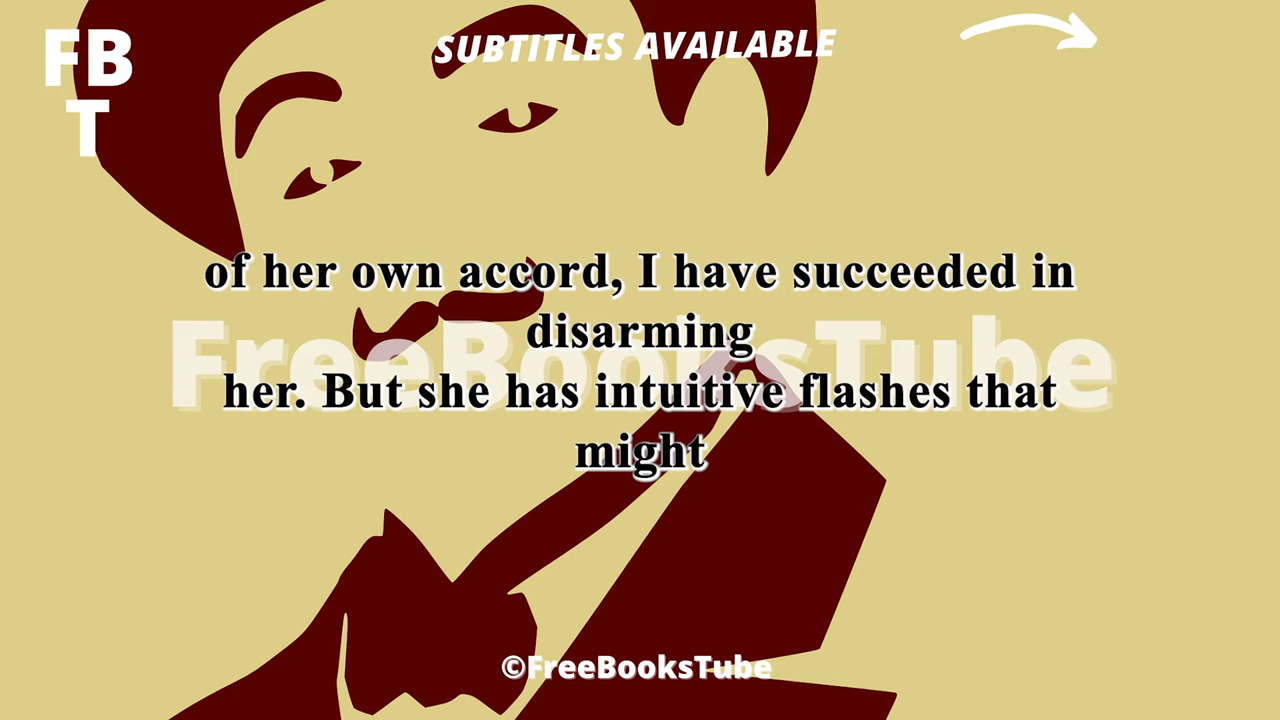 FB
T
SUBTITLES AVAILABLE
of her own accord, I have succeeded in
disarming
her. But she has intuitive flashes that
might
FreeBooksTube
©FreeBooksTube